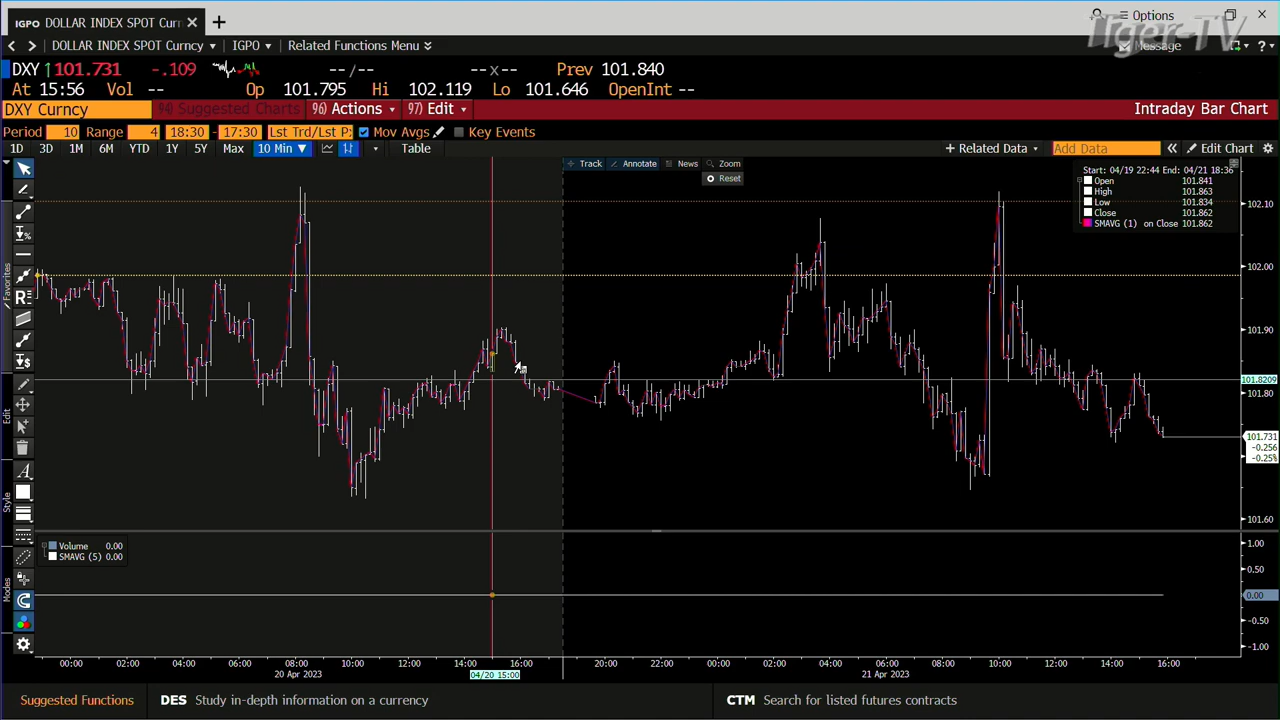 IGPO DOLLAR INDEX SPOT Curr
Options
DOLLAR INDEX SPOT Curncy IGPO Related Functions Menu
Message
Tiger-TV
DXY 101.731 -.109 --/-- --x-- Prev 101.840
At 15:56 Vol -- Op 101.795 Hi 102.119 Lo 101.646 OpenInt --
DXY Curncy 94) Suggested Charts 96) Actions 97) Edit Intraday Bar Chart
Period 10 Range 4 18:30 - 17:30 Lst Trd/Lst P Mov Avgs Key Events
1D 3D 1M 6M YTD 1Y 5Y Max 10 Min Table + Related Data Add Data Edit Chart
Track Annotate News Zoom
Reset
Start: 04/19 22:44 End: 04/21 18:36
Open 101.841
High 101.863
Low 101.834
Close 101.862
SMAVG (1) on Close 101.862
Favorites
Edit
Style
Modes
102.10
102.00
101.90
101.8209
101.80
101.731
-0.256
-0.25%
101.60
Volume 0.00
SMAVG (5) 0.00
1.00
0.50
0.00
-0.50
-1.00
00:00 02:00 04:00 06:00 08:00 10:00 12:00 14:00 16:00 20:00 22:00 00:00 02:00 04:00 06:00 08:00 10:00 12:00 14:00 16:00
20 Apr 2023 04/20 15:00 21 Apr 2023
Suggested Functions DES Study in-depth information on a currency CTM Search for listed futures contracts